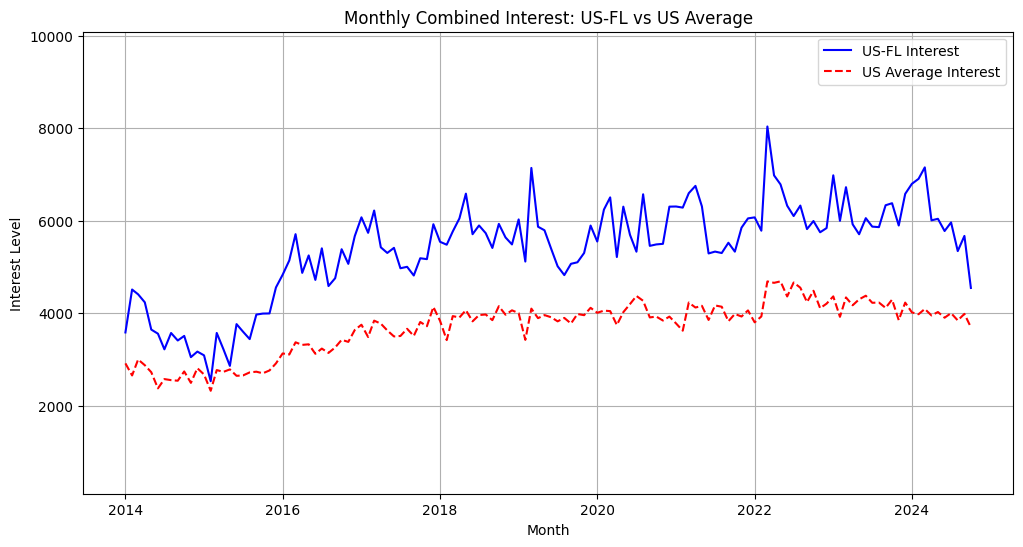 Monthly Combined Interest: US-FL vs US Average
US-FL Interest
US Average Interest
10000
8000
6000
4000
2000
Interest Level
2014 2016 2018 2020 2022 2024
Month